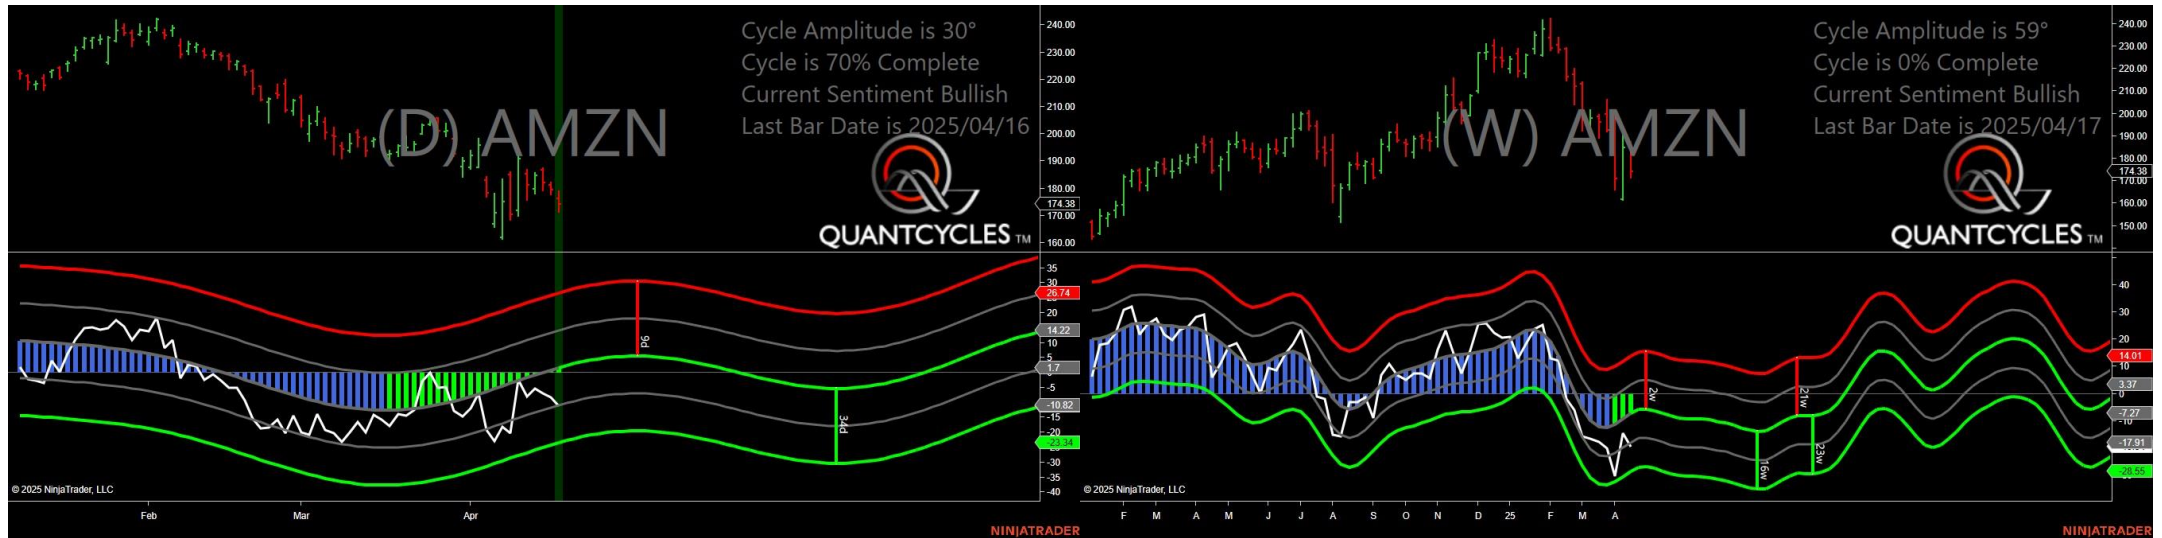 Cycle Amplitude is 30°
Cycle is 70% Complete
Current Sentiment Bullish
Last Bar Date is 2025/04/16
(D) AMZN
QUANTCYCLES TM
240.00
230.00
220.00
210.00
200.00
190.00
180.00
174.38
170.00
160.00
35
30
26.74
20
14.22
10
5
1.7
-5
-10.82
-15
-20
-23.34
-30
-35
-40
9d
34d
© 2025 NinjaTrader, LLC
Feb Mar Apr
NINJATRADER
Cycle Amplitude is 59°
Cycle is 0% Complete
Current Sentiment Bullish
Last Bar Date is 2025/04/17
(W) AMZN
QUANTCYCLES TM
240.00
230.00
220.00
210.00
200.00
190.00
180.00
174.38
170.00
160.00
150.00
40
30
20
14.01
10
3.37
0
-7.27
-10
-17.91
-28.55
2w
21w
16w
23w
© 2025 NinjaTrader, LLC
F M A M J J A S O N D 25 F M A
NINJATRADER